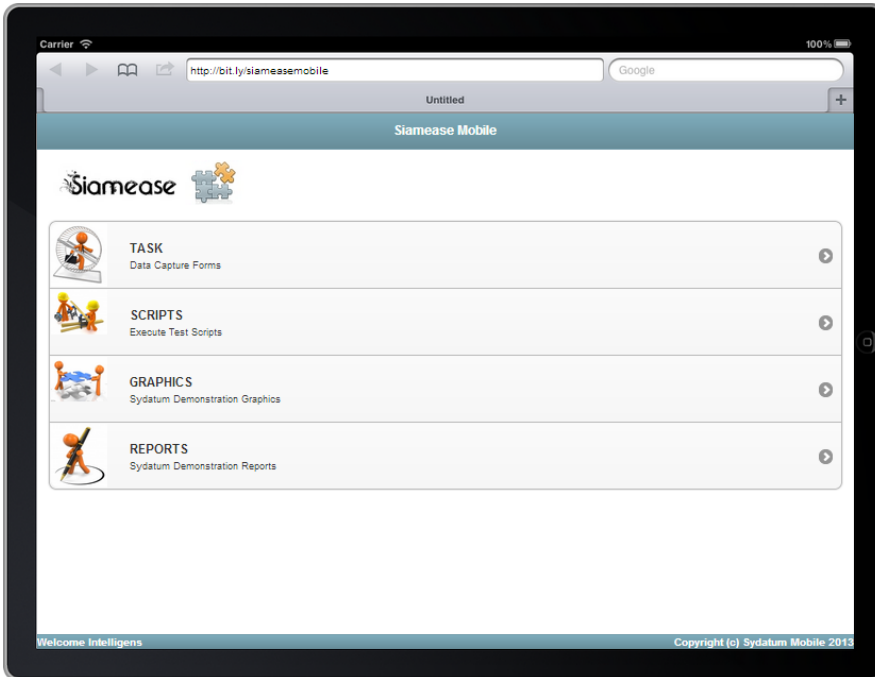 Carrier
100%
http://bit.ly/siameasemobile
Google
Untitled
Siamease Mobile
Siamease
TASK
Data Capture Forms
SCRIPTS
Execute Test Scripts
GRAPHICS
Sydatum Demonstration Graphics
REPORTS
Sydatum Demonstration Reports
Welcome Intelligens
Copyright (c) Sydatum Mobile 2013